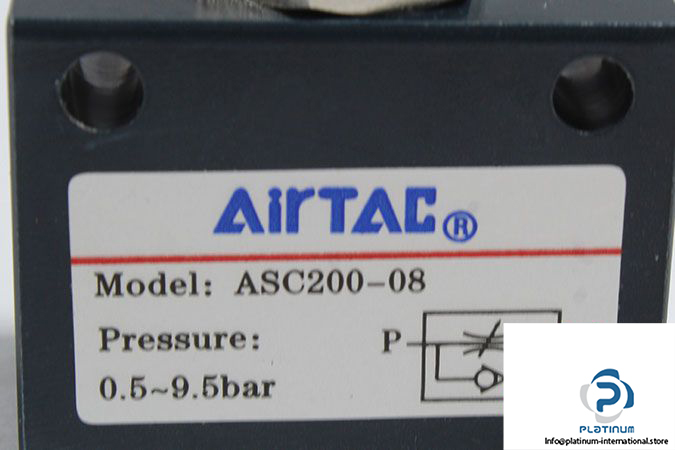 AirTAC®
Model: ASC200-08
Pressure:
P
0.5~9.5bar
PLATINUM
Info@platinum-international.store